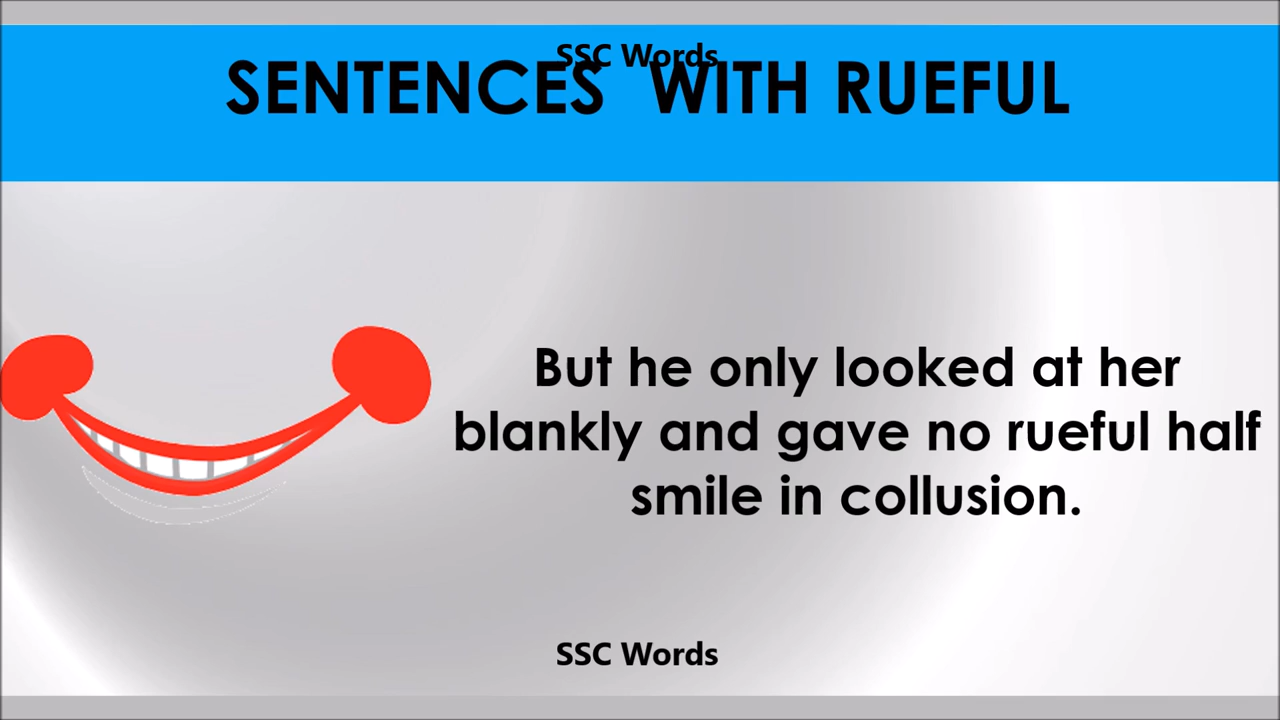 SSC Words
SENTENCES WITH RUEFUL
But he only looked at her
blankly and gave no rueful half
smile in collusion.
SSC Words